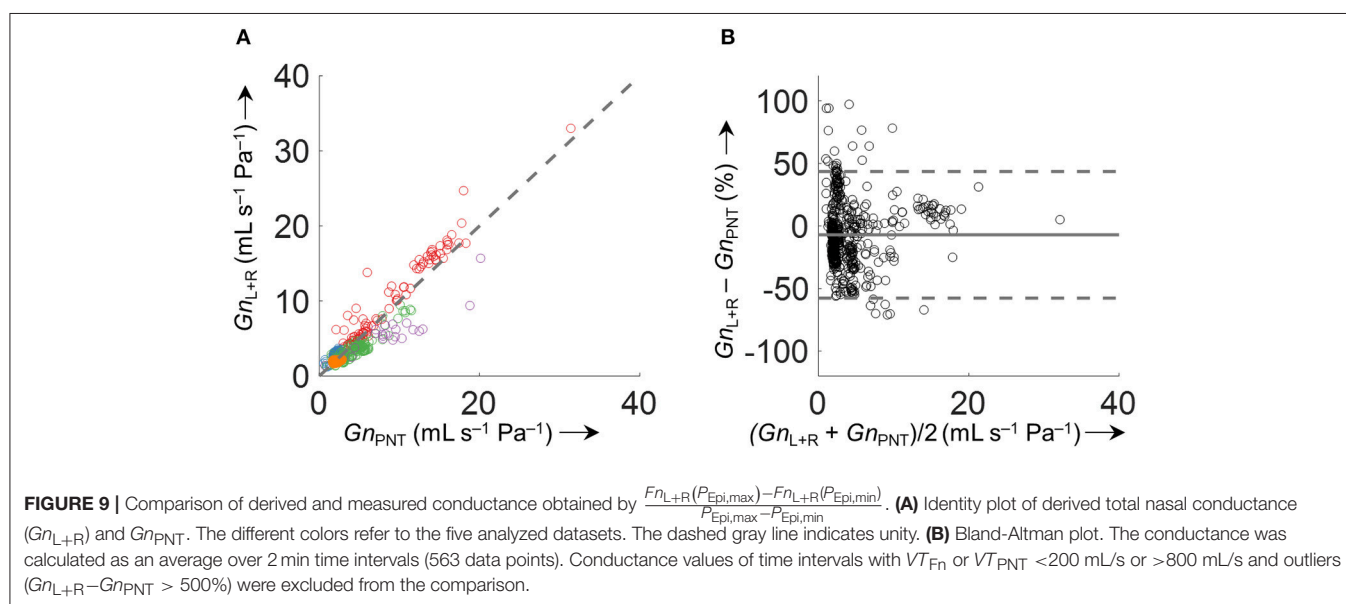 A
B
Gn_L+R (mL s⁻¹ Pa⁻¹) ⟶
40
30
20
10
0
0
20
40
Gn_PNT (mL s⁻¹ Pa⁻¹) ⟶
Gn_L+R – Gn_PNT (%) ⟶
100
50
0
-50
-100
0
10
20
30
40
(Gn_L+R + Gn_PNT)/2 (mL s⁻¹ Pa⁻¹) ⟶
FIGURE 9 | Comparison of derived and measured conductance obtained by (Fn_L+R(P_Epi,max)−Fn_L+R(P_Epi,min))/(P_Epi,max−P_Epi,min). (A) Identity plot of derived total nasal conductance
(Gn_L+R) and Gn_PNT. The different colors refer to the five analyzed datasets. The dashed gray line indicates unity. (B) Bland-Altman plot. The conductance was
calculated as an average over 2 min time intervals (563 data points). Conductance values of time intervals with VT_Fn or VT_PNT <200 mL/s or >800 mL/s and outliers
(Gn_L+R−Gn_PNT > 500%) were excluded from the comparison.